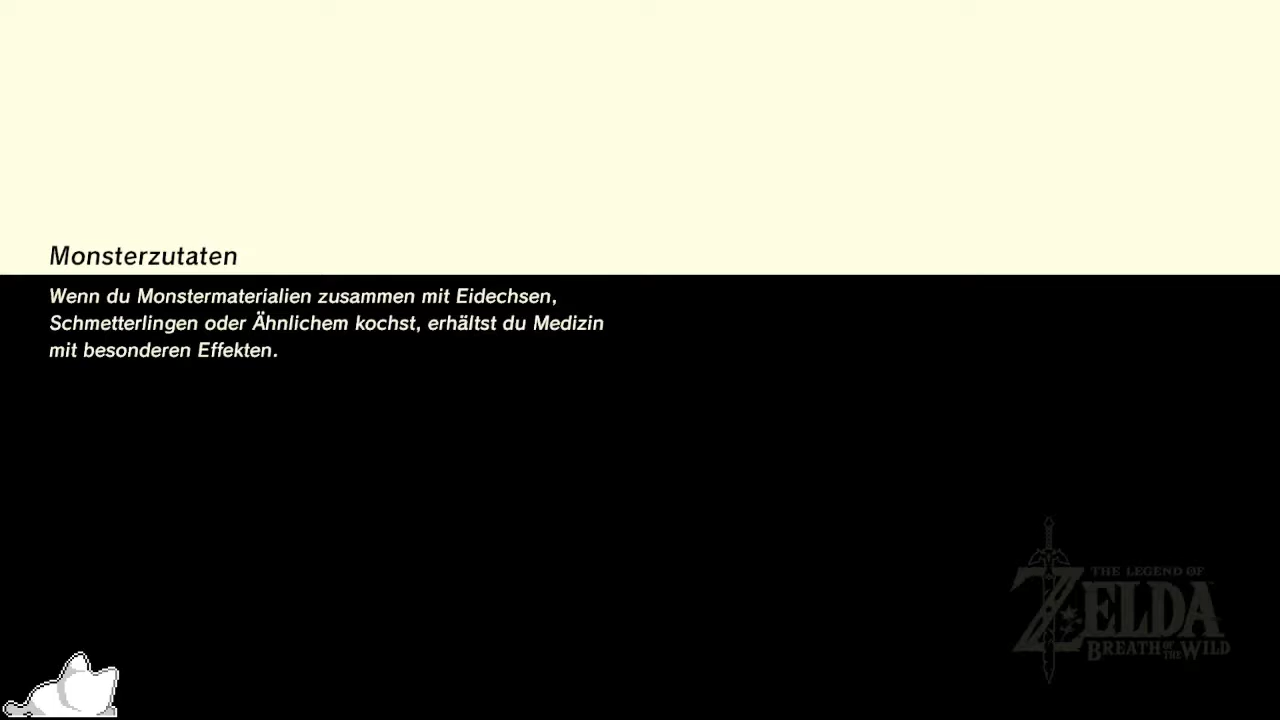 Monsterzutaten
Wenn du Monstermaterialien zusammen mit Eidechsen,
Schmetterlingen oder Ähnlichem kochst, erhältst du Medizin
mit besonderen Effekten.
THE LEGEND OF
ZELDA
BREATH OF THE WILD